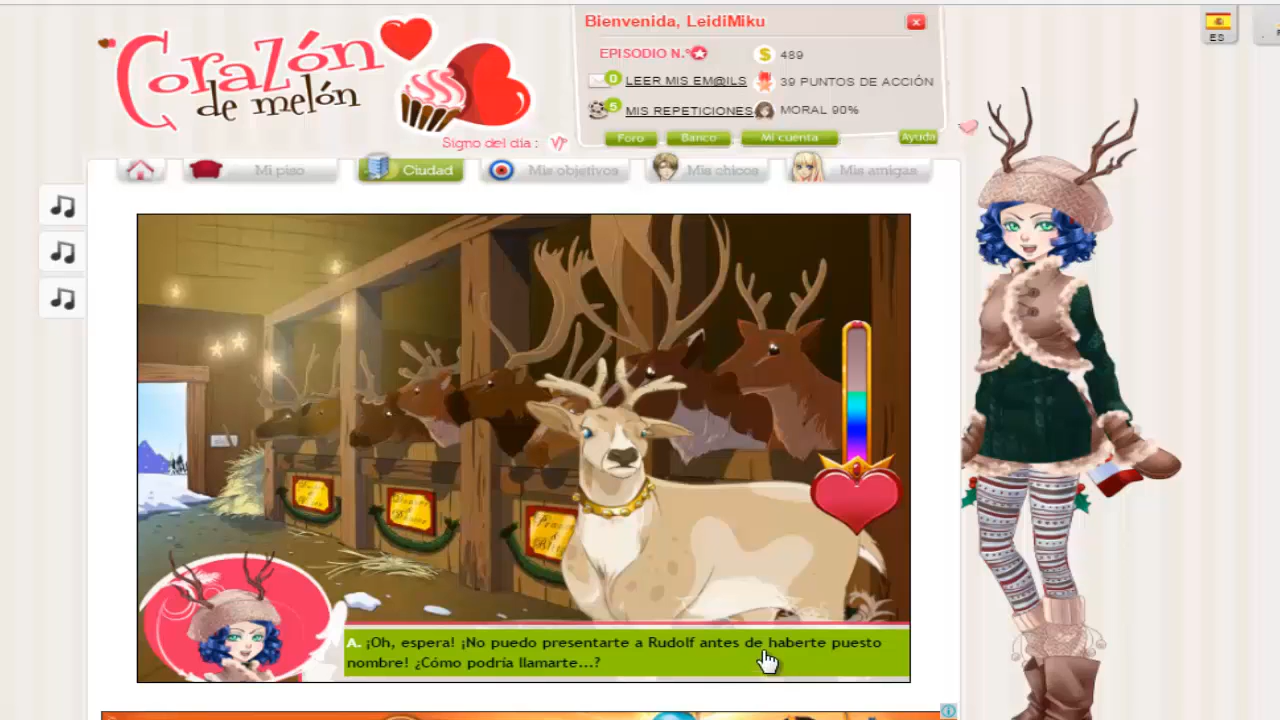 Corazón
de melón
Signo del día :
Bienvenida, LeidiMiku
EPISODIO N.º
489
0 LEER MIS EM@ILS
39 PUNTOS DE ACCIÓN
5 MIS REPETICIONES
MORAL 90%
Foro Banco Mi cuenta Ayuda
ES
Mi piso Ciudad Mis objetivos Mis chicos Mis amigas
A. ¡Oh, espera! ¡No puedo presentarte a Rudolf antes de haberte puesto
nombre! ¿Cómo podría llamarte...?